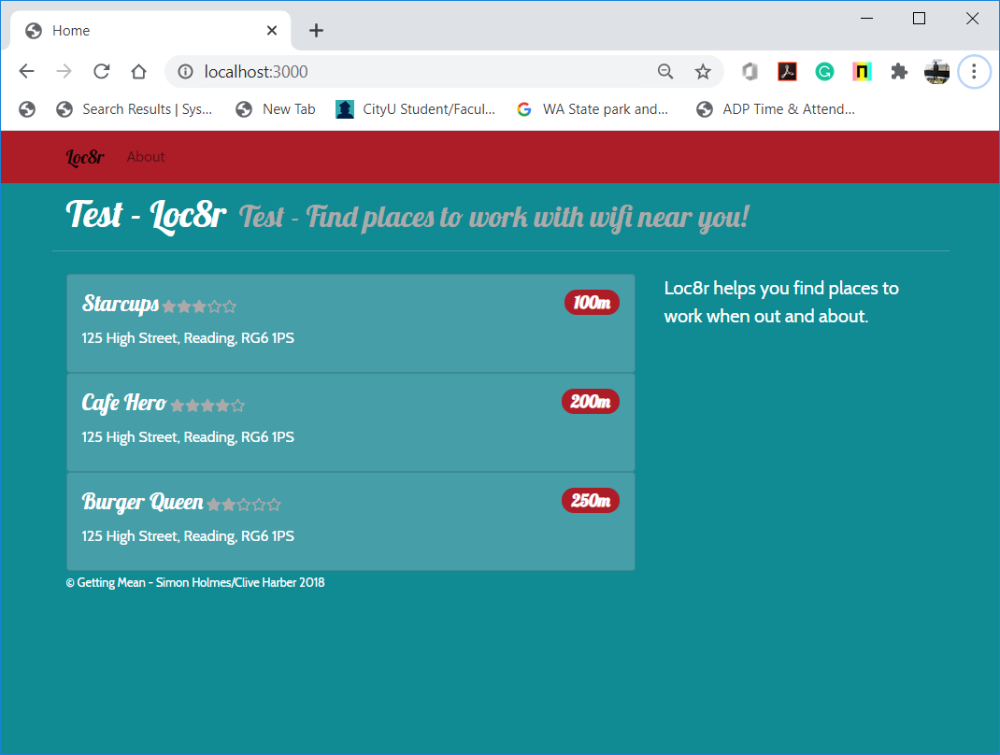 Home
localhost:3000
Search Results | Sys... New Tab CityU Student/Facul... WA State park and... ADP Time & Attend...
Loc8r About
Test - Loc8r Test - Find places to work with wifi near you!
Starcups 100m
125 High Street, Reading, RG6 1PS
Cafe Hero 200m
125 High Street, Reading, RG6 1PS
Burger Queen 250m
125 High Street, Reading, RG6 1PS
Loc8r helps you find places to
work when out and about.
© Getting Mean - Simon Holmes/Clive Harber 2018